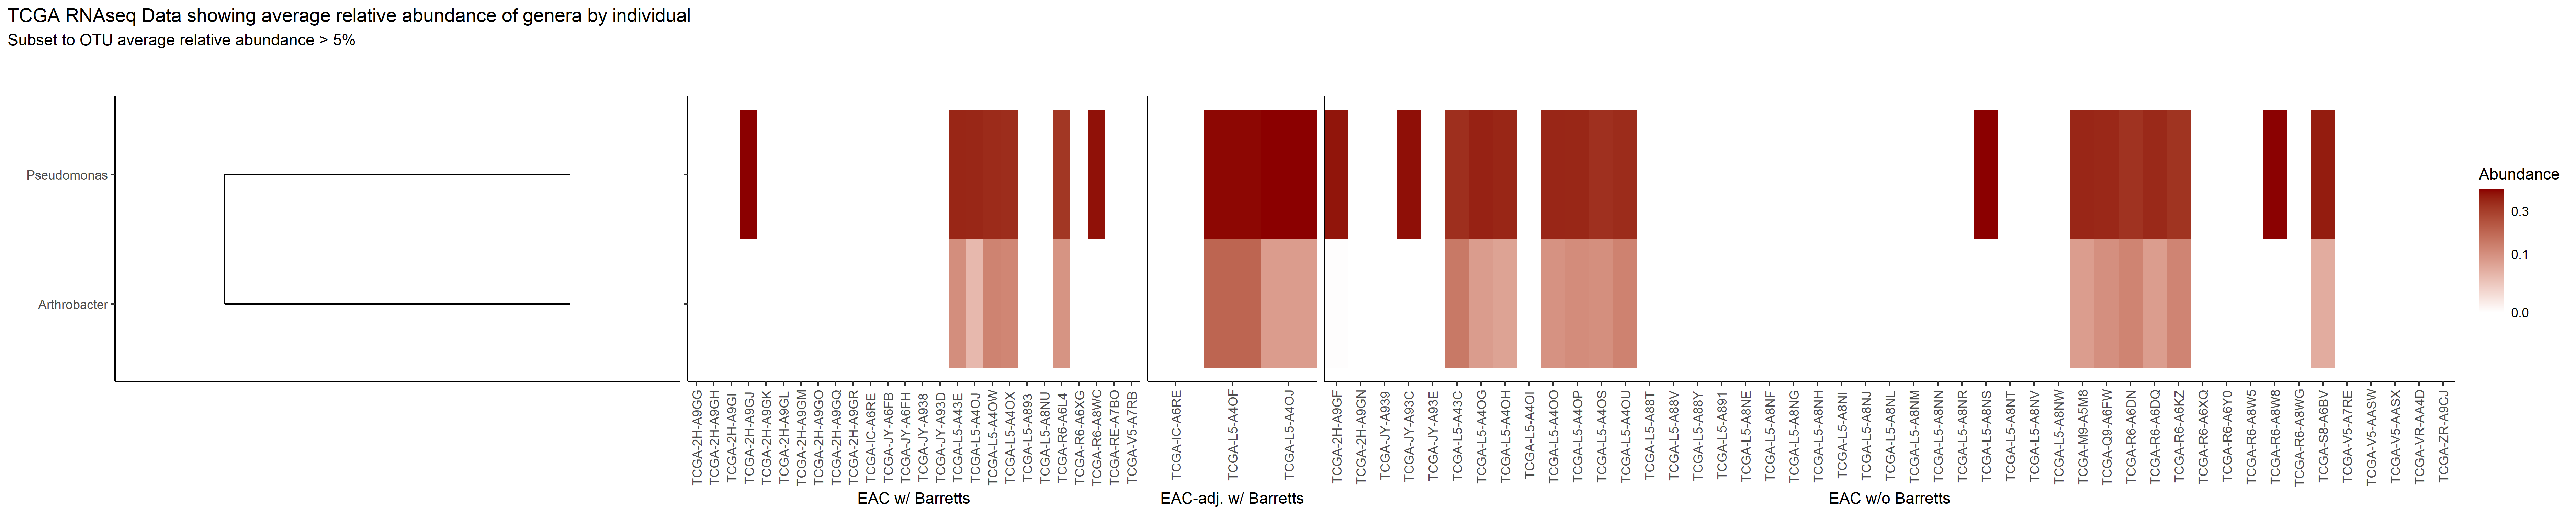 TCGA RNAseq Data showing average relative abundance of genera by individual
Subset to OTU average relative abundance > 5%
Pseudomonas
Arthrobacter
TCGA-2H-A9GG
TCGA-2H-A9GH
TCGA-2H-A9GI
TCGA-2H-A9GJ
TCGA-2H-A9GK
TCGA-2H-A9GL
TCGA-2H-A9GM
TCGA-2H-A9GO
TCGA-2H-A9GQ
TCGA-2H-A9GR
TCGA-IC-A6RE
TCGA-JY-A6FB
TCGA-JY-A6FH
TCGA-JY-A938
TCGA-JY-A93D
TCGA-L5-A43E
TCGA-L5-A4OJ
TCGA-L5-A4OW
TCGA-L5-A4OX
TCGA-L5-A893
TCGA-L5-A8NU
TCGA-R6-A6L4
TCGA-R6-A6XG
TCGA-R6-A8WC
TCGA-RE-A7BO
TCGA-V5-A7RB
EAC w/ Barretts
TCGA-IC-A6RE
TCGA-L5-A4OF
TCGA-L5-A4OJ
EAC-adj. w/ Barretts
TCGA-2H-A9GF
TCGA-2H-A9GN
TCGA-JY-A939
TCGA-JY-A93C
TCGA-JY-A93E
TCGA-L5-A43C
TCGA-L5-A4OG
TCGA-L5-A4OH
TCGA-L5-A4OI
TCGA-L5-A4OO
TCGA-L5-A4OP
TCGA-L5-A4OS
TCGA-L5-A4OU
TCGA-L5-A88T
TCGA-L5-A88V
TCGA-L5-A88Y
TCGA-L5-A891
TCGA-L5-A8NE
TCGA-L5-A8NF
TCGA-L5-A8NG
TCGA-L5-A8NH
TCGA-L5-A8NI
TCGA-L5-A8NJ
TCGA-L5-A8NL
TCGA-L5-A8NM
TCGA-L5-A8NN
TCGA-L5-A8NR
TCGA-L5-A8NS
TCGA-L5-A8NT
TCGA-L5-A8NV
TCGA-L5-A8NW
TCGA-M9-A5M8
TCGA-Q9-A6FW
TCGA-R6-A6DN
TCGA-R6-A6DQ
TCGA-R6-A6KZ
TCGA-R6-A6XQ
TCGA-R6-A6Y0
TCGA-R6-A8W5
TCGA-R6-A8W8
TCGA-R6-A8WG
TCGA-S8-A6BV
TCGA-V5-A7RE
TCGA-V5-AASW
TCGA-V5-AASX
TCGA-VR-AA4D
TCGA-ZR-A9CJ
EAC w/o Barretts
Abundance
0.3
0.1
0.0